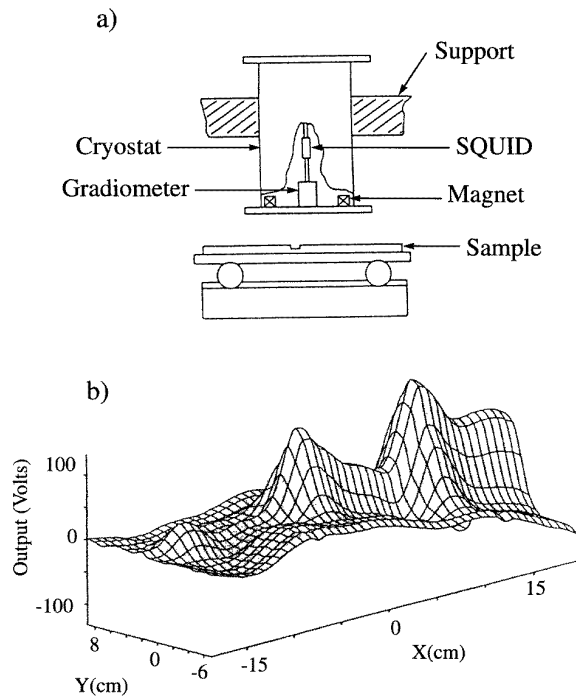 a)
Support
Cryostat
SQUID
Gradiometer
Magnet
Sample
b)
Output (Volts)
100
0
-100
8
0
-6
Y(cm)
-15
0
15
X(cm)